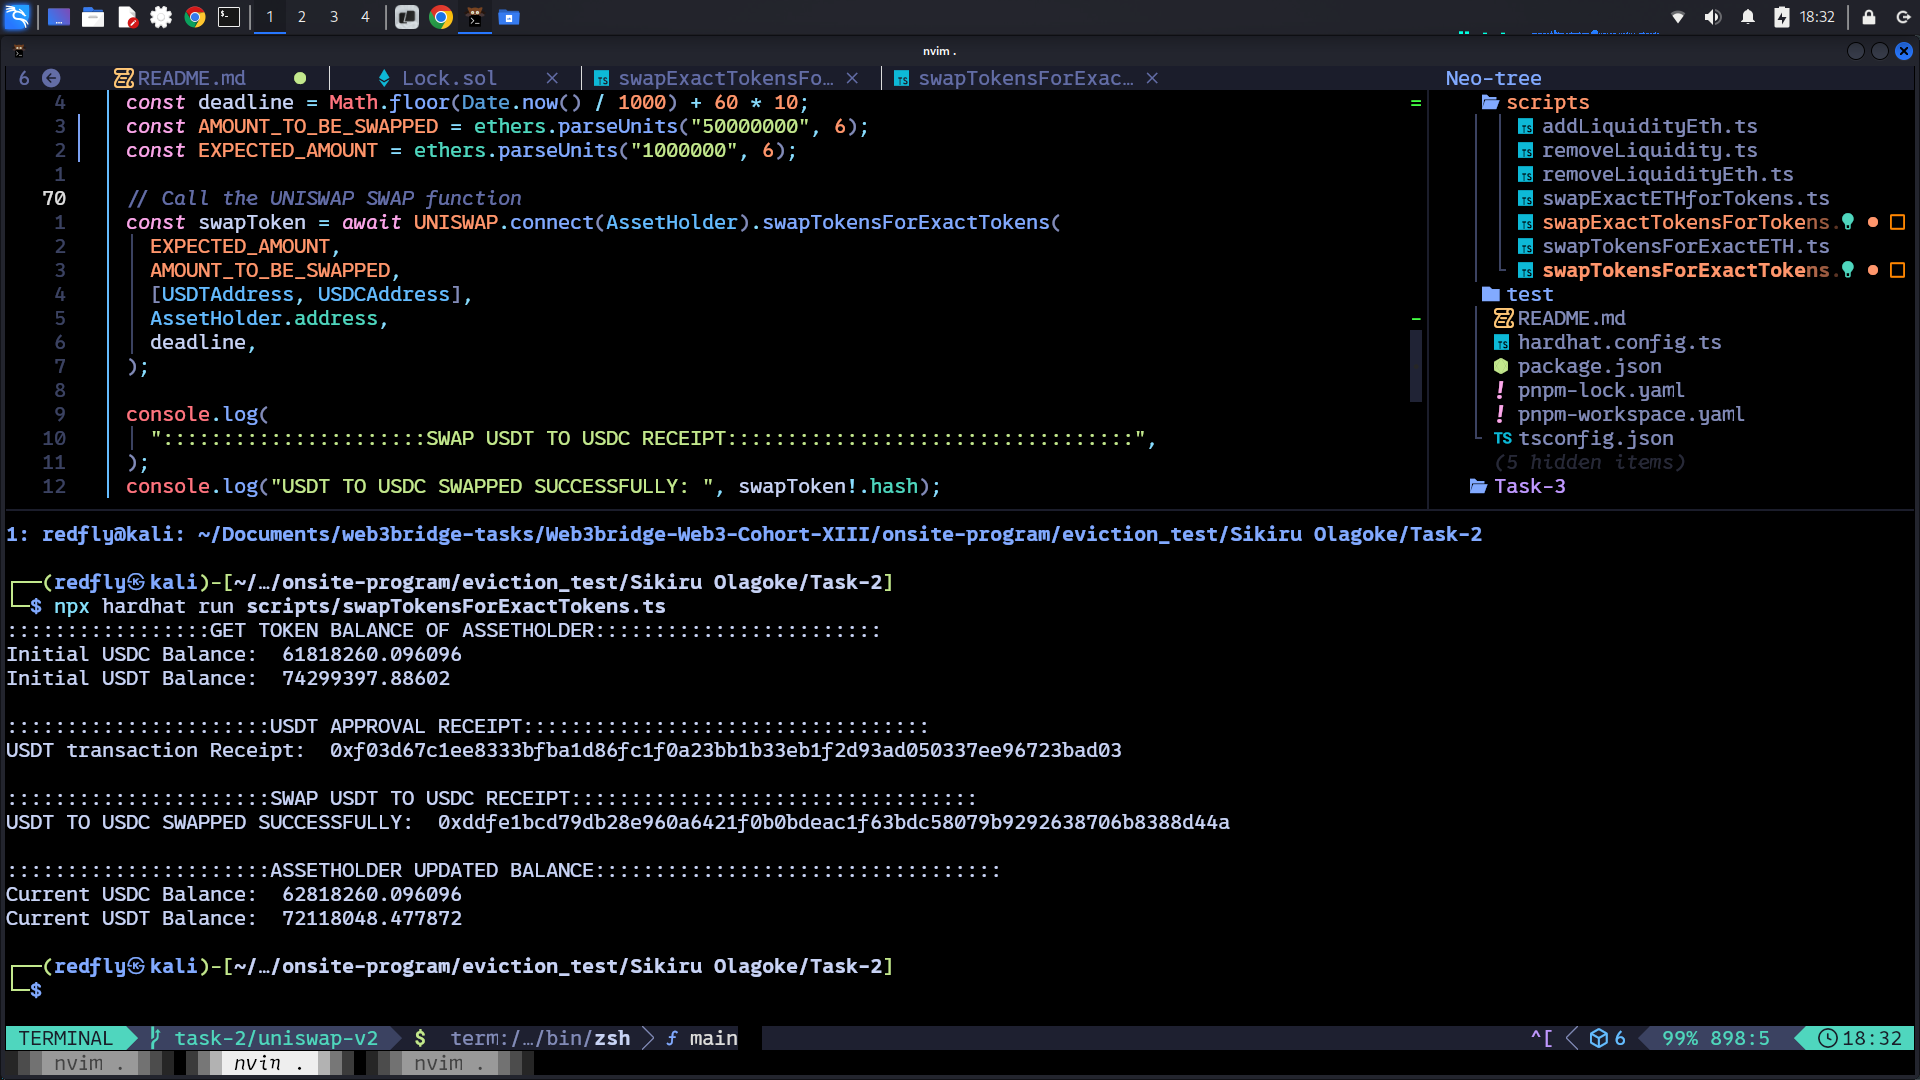 1 2 3 4 18:32
nvim .
6 README.md Lock.sol swapExactTokensFo… swapTokensForExac… Neo-tree
4 const deadline = Math.floor(Date.now() / 1000) + 60 * 10;
3 const AMOUNT_TO_BE_SWAPPED = ethers.parseUnits("50000000", 6);
2 const EXPECTED_AMOUNT = ethers.parseUnits("1000000", 6);
1
70 // Call the UNISWAP SWAP function
1 const swapToken = await UNISWAP.connect(AssetHolder).swapTokensForExactTokens(
2 EXPECTED_AMOUNT,
3 AMOUNT_TO_BE_SWAPPED,
4 [USDTAddress, USDCAddress],
5 AssetHolder.address,
6 deadline,
7 );
8
9 console.log(
10 "::::::::::::::::::::::SWAP USDT TO USDC RECEIPT::::::::::::::::::::::::::::::::::",
11 );
12 console.log("USDT TO USDC SWAPPED SUCCESSFULLY: ", swapToken!.hash);
scripts
addLiquidityEth.ts
removeLiquidity.ts
removeLiquidityEth.ts
swapExactETHforTokens.ts
swapExactTokensForTokens.
swapTokensForExactETH.ts
swapTokensForExactTokens.
test
README.md
hardhat.config.ts
package.json
pnpm-lock.yaml
pnpm-workspace.yaml
TS tsconfig.json
(5 hidden items)
Task-3
1: redfly@kali: ~/Documents/web3bridge-tasks/Web3bridge-Web3-Cohort-XIII/onsite-program/eviction_test/Sikiru Olagoke/Task-2
┌──(redfly㉿kali)-[~/…/onsite-program/eviction_test/Sikiru Olagoke/Task-2]
└─$ npx hardhat run scripts/swapTokensForExactTokens.ts
:::::::::::::::::GET TOKEN BALANCE OF ASSETHOLDER::::::::::::::::::::::::
Initial USDC Balance:  61818260.096096
Initial USDT Balance:  74299397.88602
::::::::::::::::::::::USDT APPROVAL RECEIPT::::::::::::::::::::::::::::::::::
USDT transaction Receipt:  0xf03d67c1ee8333bfba1d86fc1f0a23bb1b33eb1f2d93ad050337ee96723bad03
::::::::::::::::::::::SWAP USDT TO USDC RECEIPT::::::::::::::::::::::::::::::::::
USDT TO USDC SWAPPED SUCCESSFULLY:  0xddfe1bcd79db28e960a6421f0b0bdeac1f63bdc58079b9292638706b8388d44a
::::::::::::::::::::::ASSETHOLDER UPDATED BALANCE::::::::::::::::::::::::::::::::::
Current USDC Balance:  62818260.096096
Current USDT Balance:  72118048.477872
┌──(redfly㉿kali)-[~/…/onsite-program/eviction_test/Sikiru Olagoke/Task-2]
└─$
TERMINAL task-2/uniswap-v2 $ term:/…/bin/zsh ƒ main ^[ 6 99% 898:5 18:32
nvim . nvim . nvim .